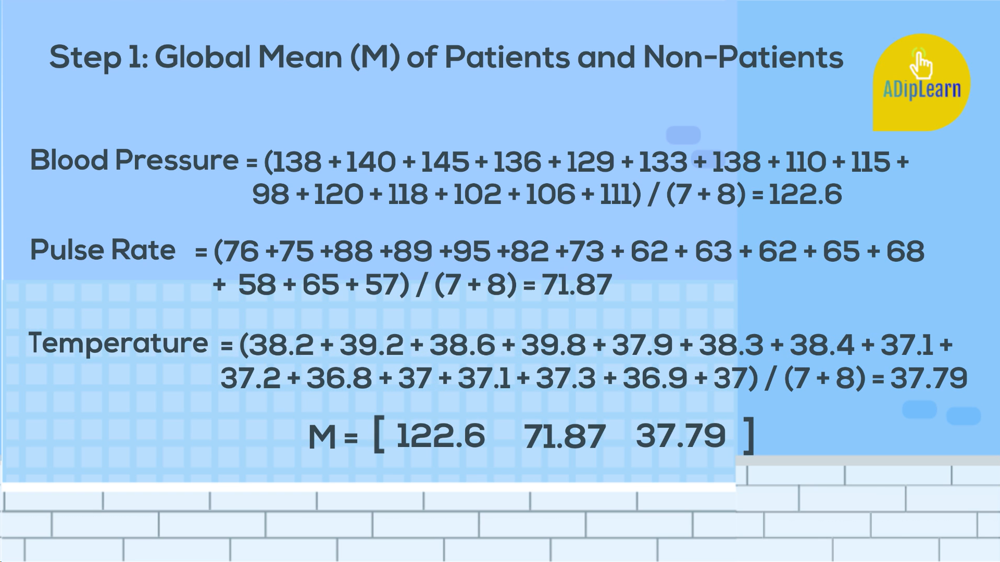 Step 1: Global Mean (M) of Patients and Non-Patients
ADipLearn
Blood Pressure = (138 + 140 + 145 + 136 + 129 + 133 + 138 + 110 + 115 +
98 + 120 + 118 + 102 + 106 + 111) / (7 + 8) = 122.6
Pulse Rate = (76 +75 +88 +89 +95 +82 +73 + 62 + 63 + 62 + 65 + 68
+ 58 + 65 + 57) / (7 + 8) = 71.87
Temperature = (38.2 + 39.2 + 38.6 + 39.8 + 37.9 + 38.3 + 38.4 + 37.1 +
37.2 + 36.8 + 37 + 37.1 + 37.3 + 36.9 + 37) / (7 + 8) = 37.79
M = [ 122.6 71.87 37.79 ]